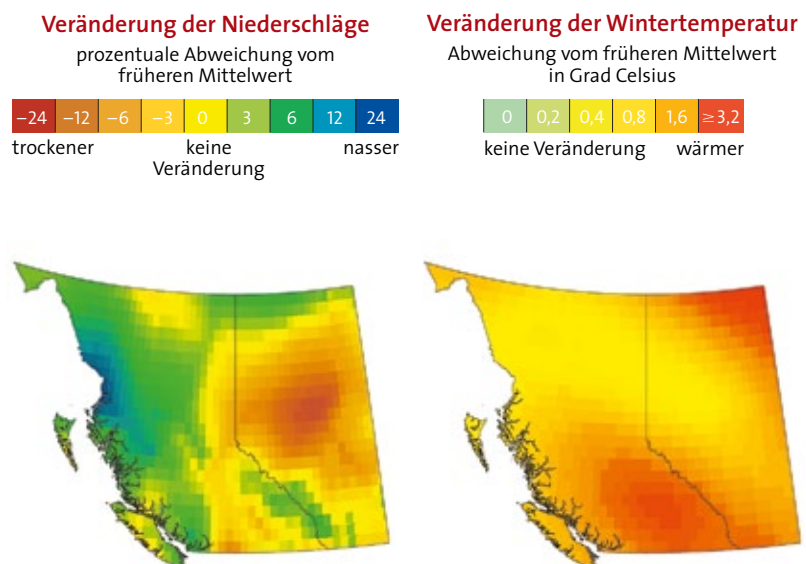 Veränderung der Niederschläge
prozentuale Abweichung vom
früheren Mittelwert
−24 −12 −6 −3 0 3 6 12 24
trockener keine nasser
Veränderung
Veränderung der Wintertemperatur
Abweichung vom früheren Mittelwert
in Grad Celsius
0 0,2 0,4 0,8 1,6 ≥3,2
keine Veränderung wärmer